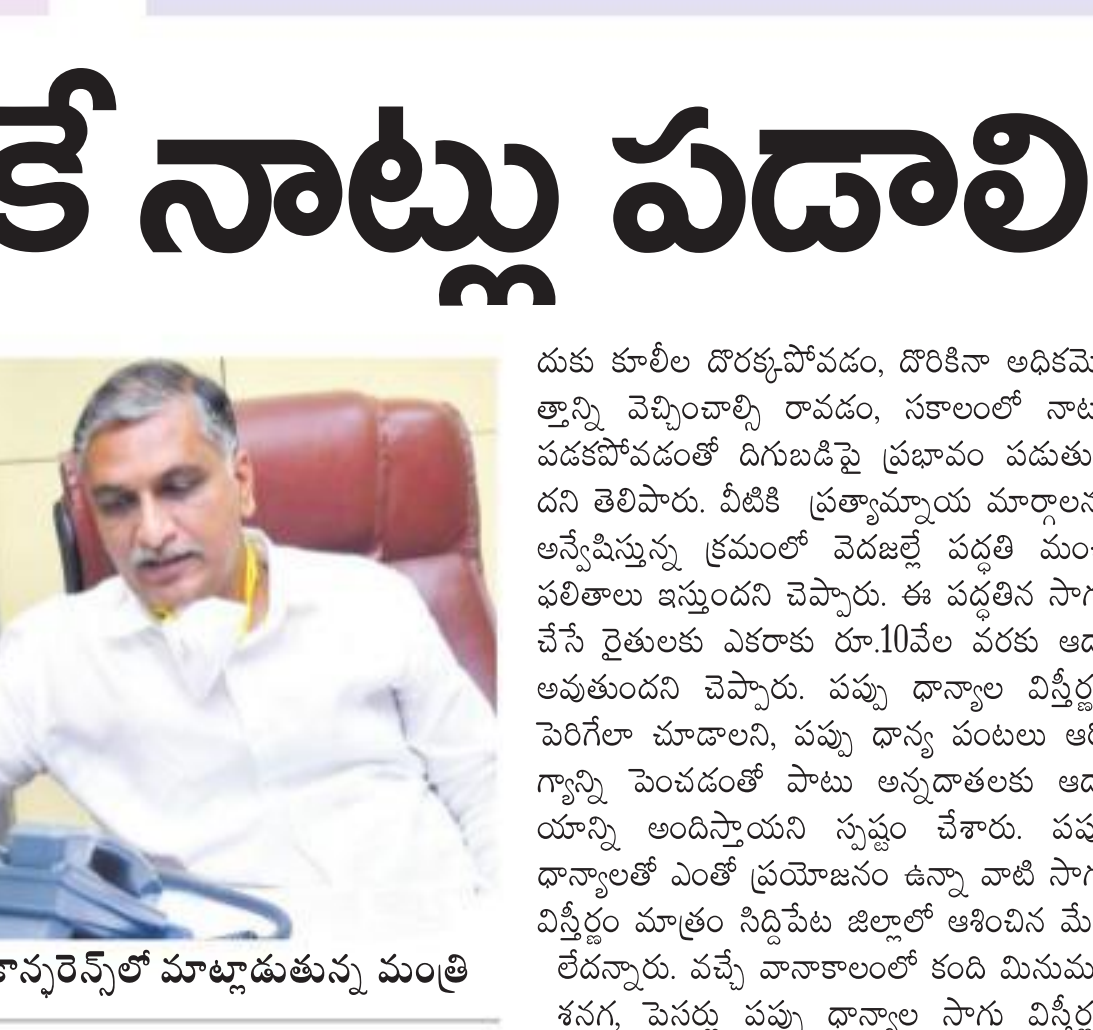 కే నాట్లు పడాలి
దుకు కూలీల దొరక్కపోవడం, దొరికినా అధికమొ
త్తాన్ని వెచ్చించాల్సి రావడం, సకాలంలో నాట
పడకపోవడంతో దిగుబడిపై ప్రభావం పడుతు
దని తెలిపారు. వీటికి ప్రత్యామ్నాయ మార్గాలన
అన్వేషిస్తున్న క్రమంలో వెదజల్లే పద్ధతి మం
ఫలితాలు ఇస్తుందని చెప్పారు. ఈ పద్ధతిన సాగ
చేసే రైతులకు ఎకరాకు రూ.10వేల వరకు ఆద
అవుతుందని చెప్పారు. పప్పు ధాన్యాల విస్తీర్ణ
పెరిగేలా చూడాలని, పప్పు ధాన్య పంటలు ఆర
గ్యాన్ని పెంచడంతో పాటు అన్నదాతలకు ఆద
యాన్ని అందిస్తాయని స్పష్టం చేశారు. పప
ధాన్యాలతో ఎంతో ప్రయోజనం ఉన్నా వాటి సాగ
విస్తీర్ణం మాత్రం సిద్దిపేట జిల్లాలో ఆశించిన మే
లేదన్నారు. వచ్చే వానాకాలంలో కంది మినుమ
శనగ, పెసర్లు పప్పు ధాన్యాల సాగు విస్తీర్ణ
కాన్ఫరెన్స్‌లో మాట్లాడుతున్న మంత్రి